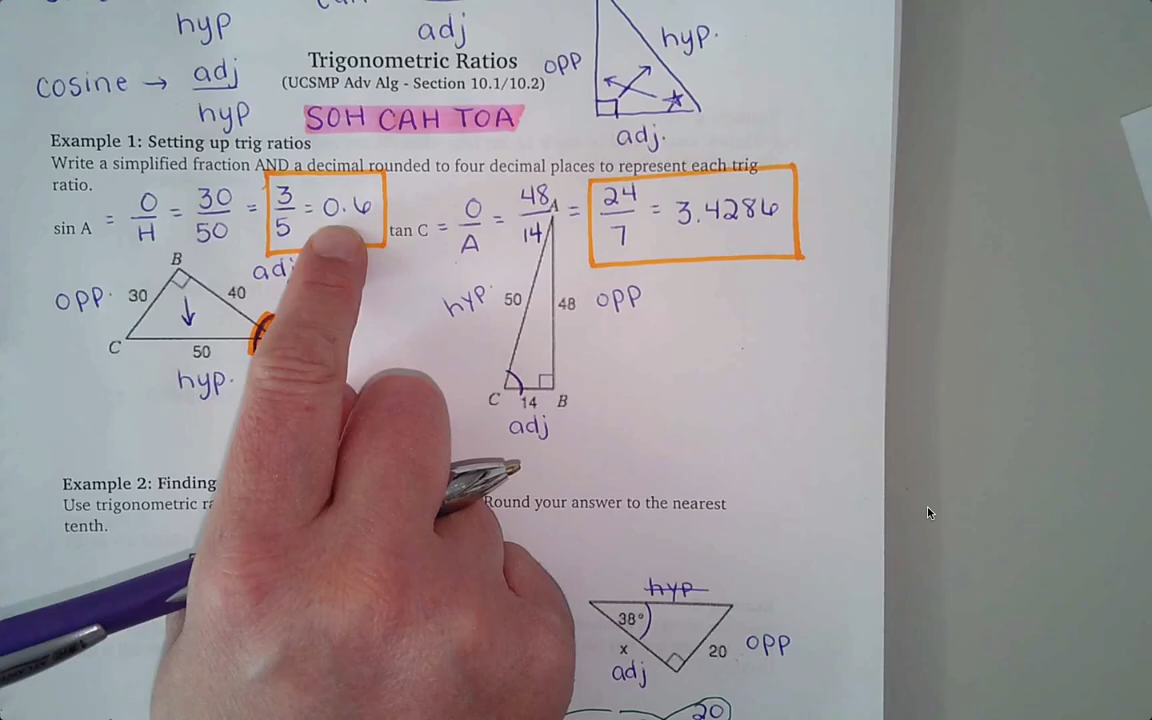 hyp
adj
cosine → adj
hyp
Trigonometric Ratios
(UCSMP Adv Alg - Section 10.1/10.2)
SOH CAH TOA
opp
hyp.
adj.
Example 1: Setting up trig ratios
Write a simplified fraction AND a decimal rounded to four decimal places to represent each trig
ratio.
sin A = O/H = 30/50 = 3/5 = 0.6
tan C = O/A = 48/14 = 24/7 = 3.4286
B
opp. 30
40
adj
C
50
hyp.
A
hyp. 50
48 opp
C 14 B
adj
Example 2: Finding
Use trigonometric
Round your answer to the nearest
tenth.
hyp
38°
x
adj
20 opp
20